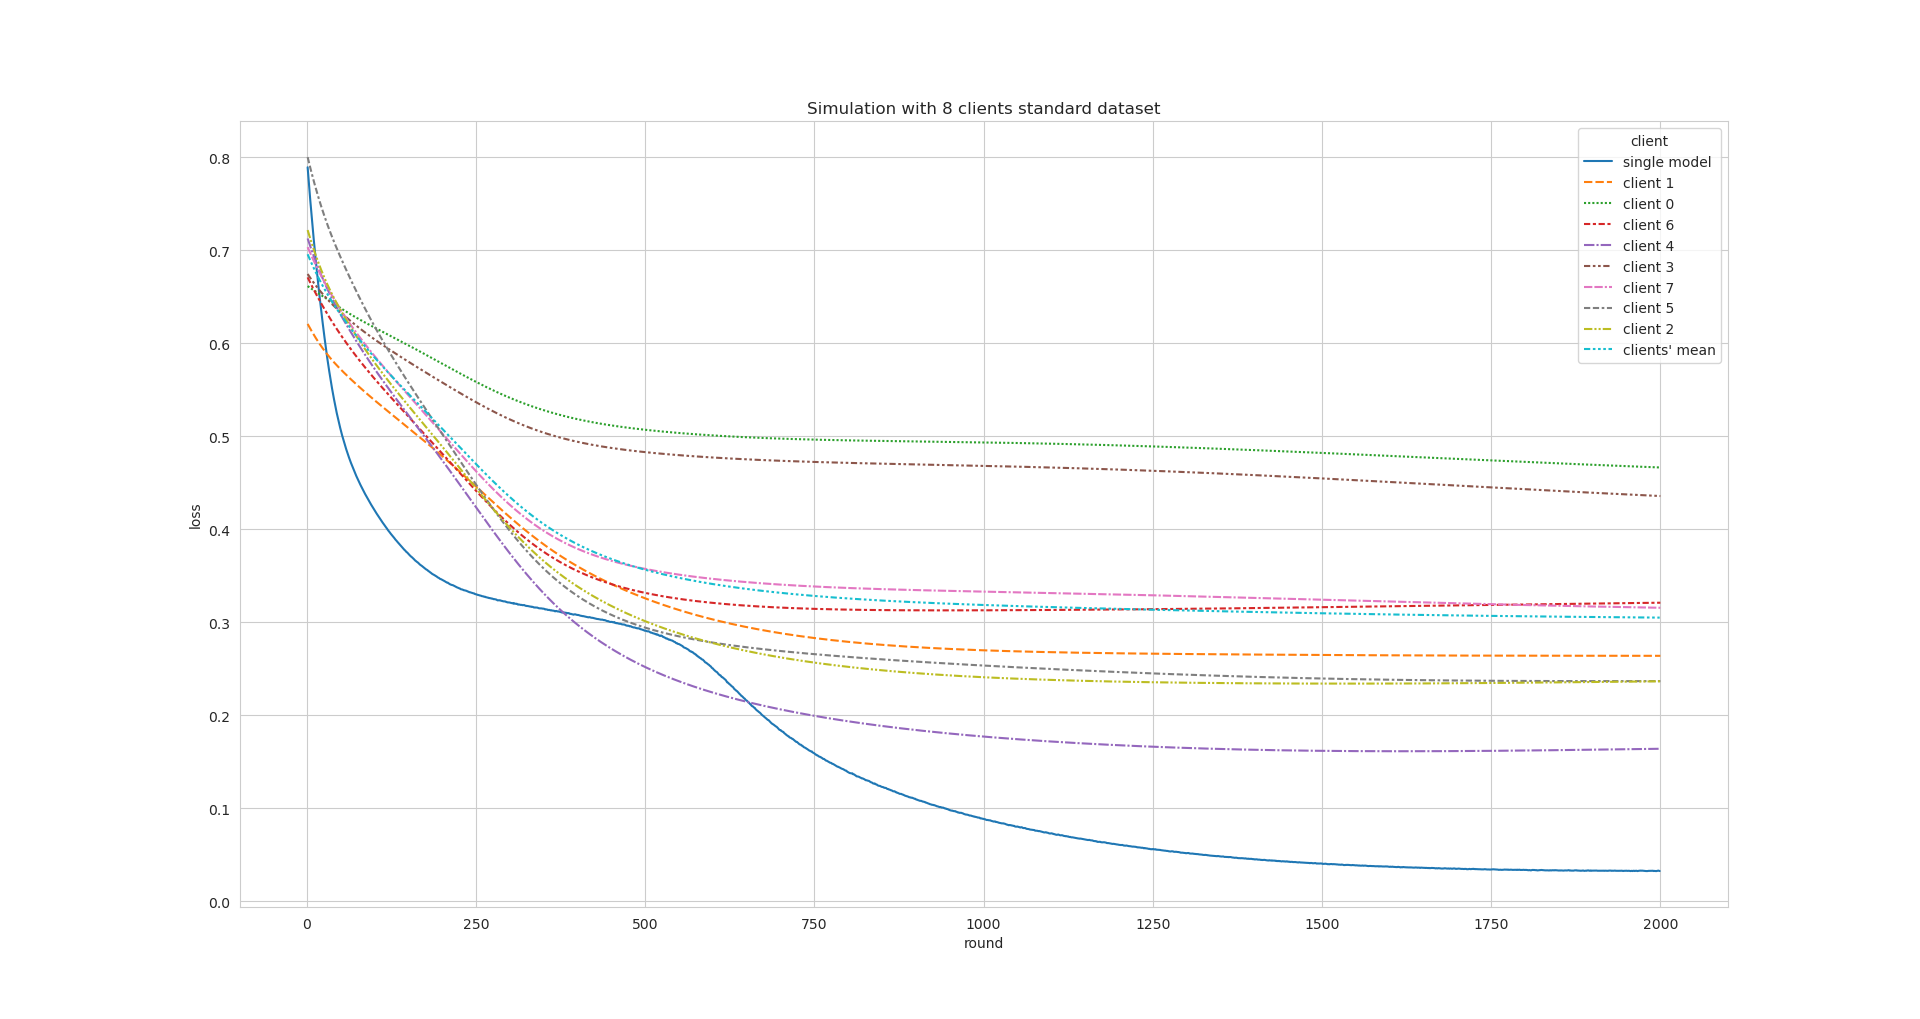 Simulation with 8 clients standard dataset
client
single model
client 1
client 0
client 6
client 4
client 3
client 7
client 5
client 2
clients' mean
0.8
0.7
0.6
0.5
0.4
0.3
0.2
0.1
0.0
loss
0 250 500 750 1000 1250 1500 1750 2000
round